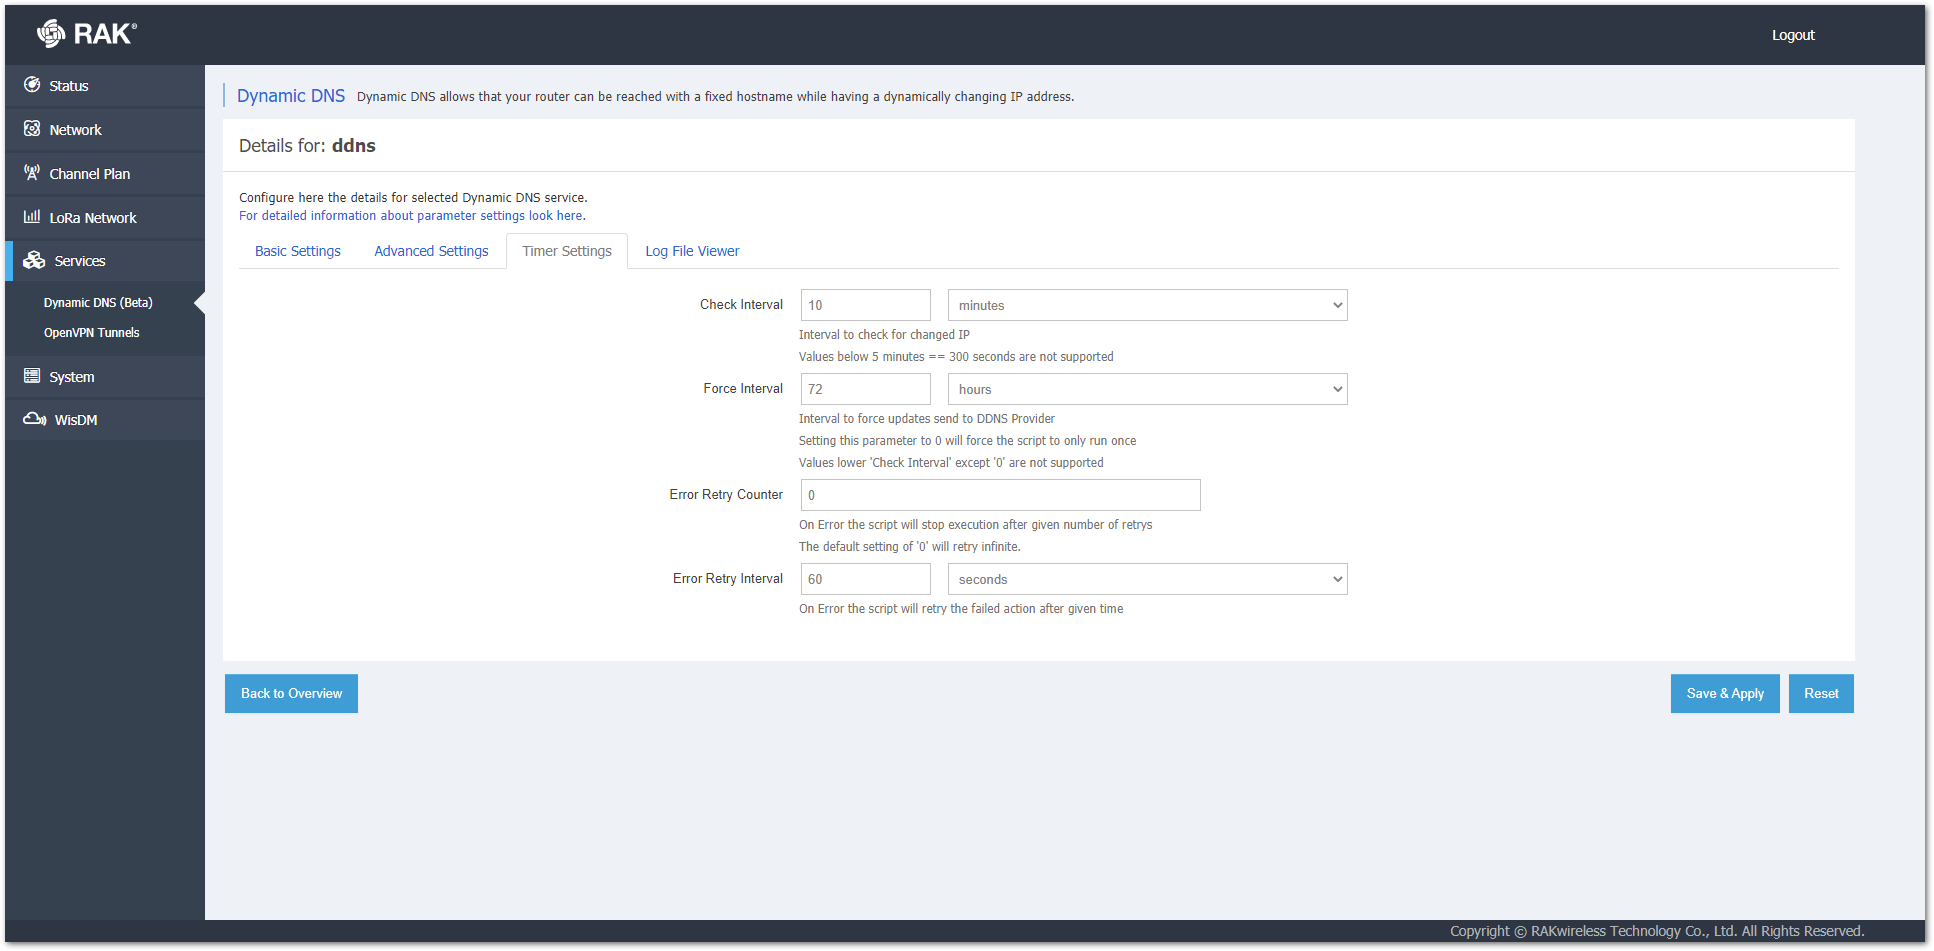 RAK®
Logout
Status
Network
Channel Plan
LoRa Network
Services
Dynamic DNS (Beta)
OpenVPN Tunnels
System
WisDM
Dynamic DNS Dynamic DNS allows that your router can be reached with a fixed hostname while having a dynamically changing IP address.
Details for: ddns
Configure here the details for selected Dynamic DNS service.
For detailed information about parameter settings look here.
Basic Settings Advanced Settings Timer Settings Log File Viewer
Check Interval 10 minutes
Interval to check for changed IP
Values below 5 minutes == 300 seconds are not supported
Force Interval 72 hours
Interval to force updates send to DDNS Provider
Setting this parameter to 0 will force the script to only run once
Values lower 'Check Interval' except '0' are not supported
Error Retry Counter 0
On Error the script will stop execution after given number of retrys
The default setting of '0' will retry infinite.
Error Retry Interval 60 seconds
On Error the script will retry the failed action after given time
Back to Overview Save & Apply Reset
Copyright © RAKwireless Technology Co., Ltd. All Rights Reserved.